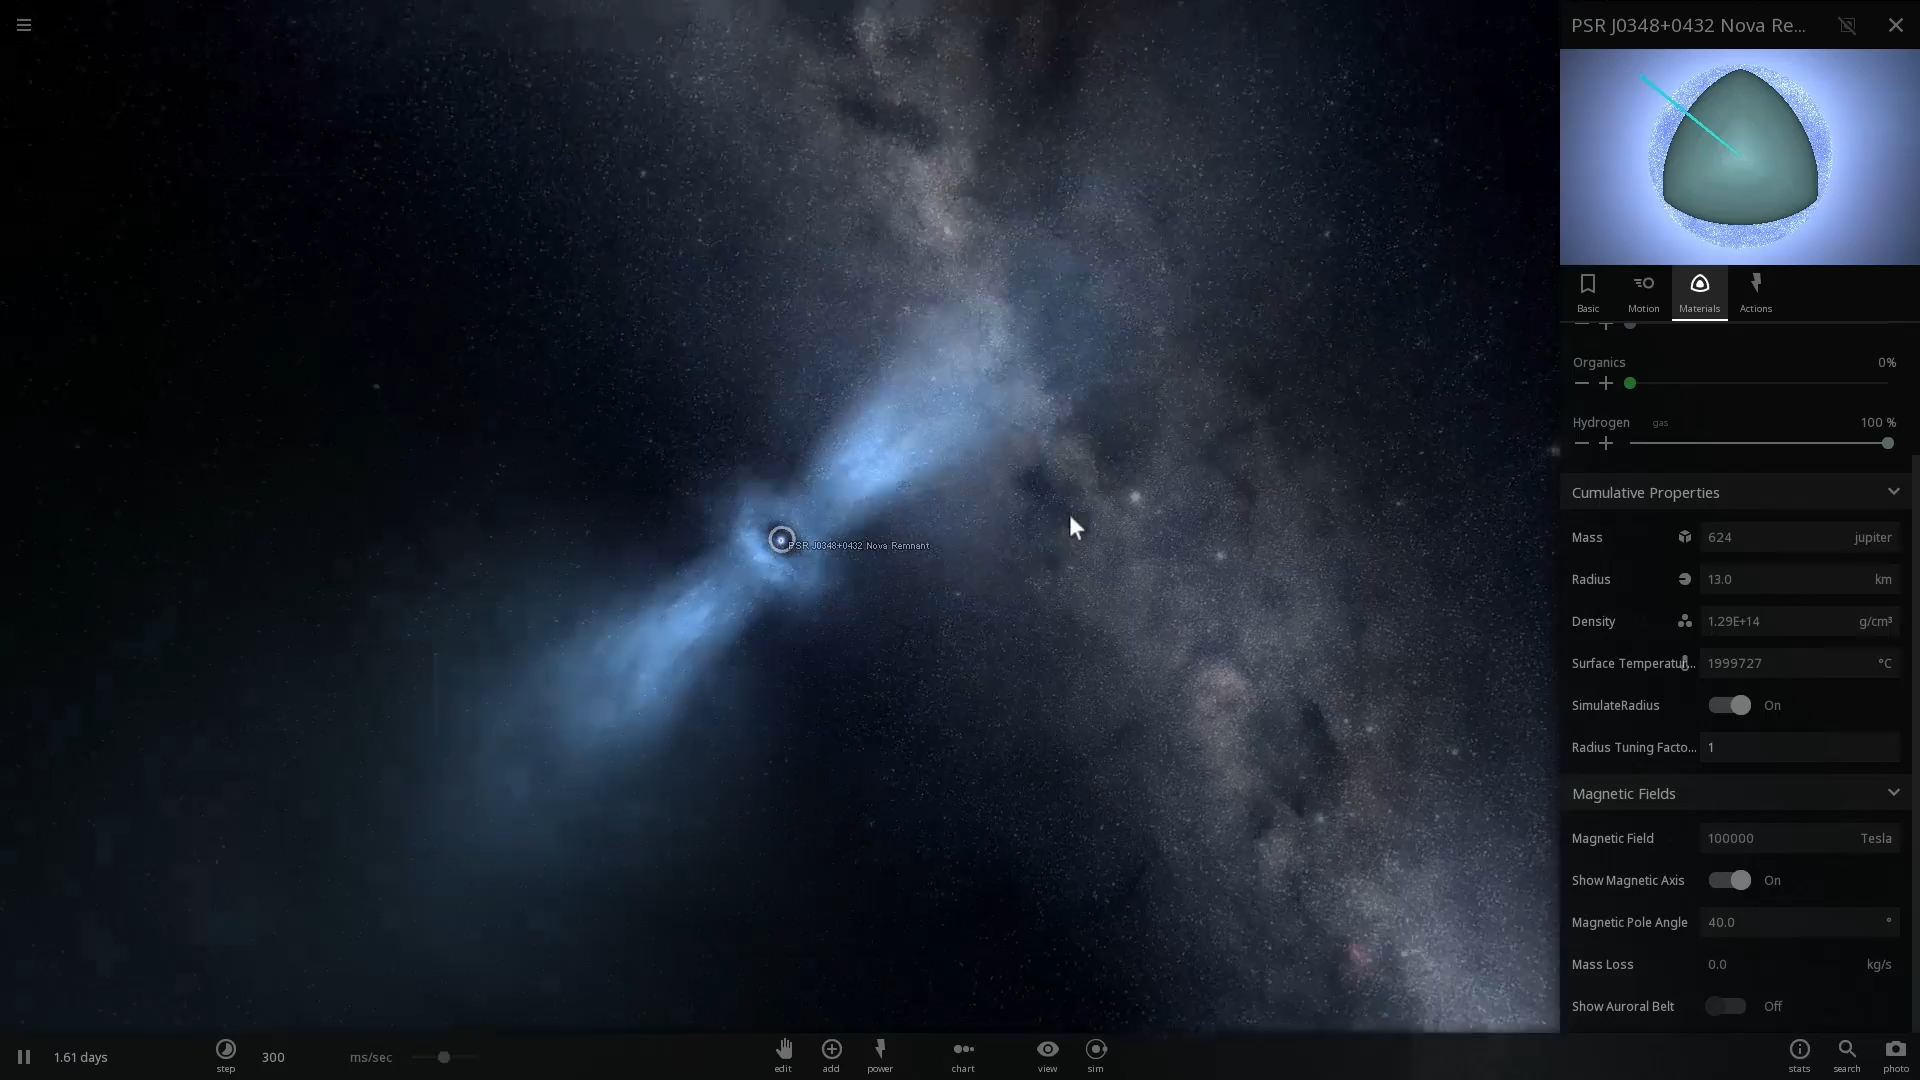 PSR J0348+0432 Nova Re...
Basic
Motion
Materials
Actions
Organics 0%
Hydrogen gas 100 %
Cumulative Properties
Mass 624 jupiter
Radius 13.0 km
Density 1.29E+14 g/cm³
Surface Temperatur... 1999727 °C
SimulateRadius On
Radius Tuning Facto... 1
Magnetic Fields
Magnetic Field 100000 Tesla
Show Magnetic Axis On
Magnetic Pole Angle 40.0 °
Mass Loss 0.0 kg/s
Show Auroral Belt Off
PSR J0348+0432 Nova Remnant
1.61 days
step
300 ms/sec
edit
add
power
chart
view
sim
stats
search
photo